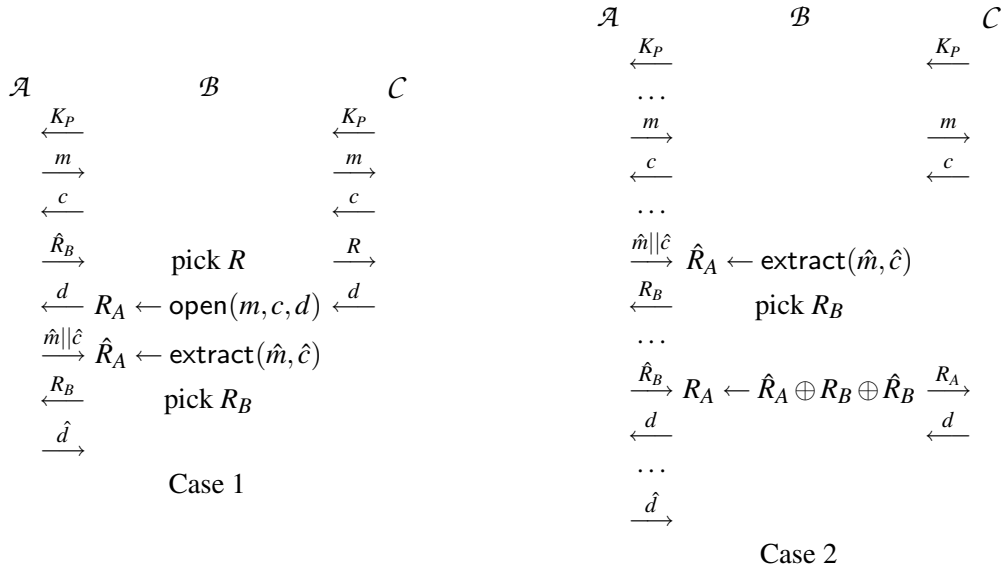 𝒜 ℬ 𝒞
K_P K_P
m m
c c
R̂_B pick R R
d R_A ← open(m, c, d) d
m̂||ĉ R̂_A ← extract(m̂, ĉ)
R_B pick R_B
d̂
Case 1
𝒜 ℬ 𝒞
K_P K_P
...
m m
c c
...
m̂||ĉ R̂_A ← extract(m̂, ĉ)
R_B pick R_B
...
R̂_B R_A ← R̂_A ⊕ R_B ⊕ R̂_B R_A
d d
...
d̂
Case 2